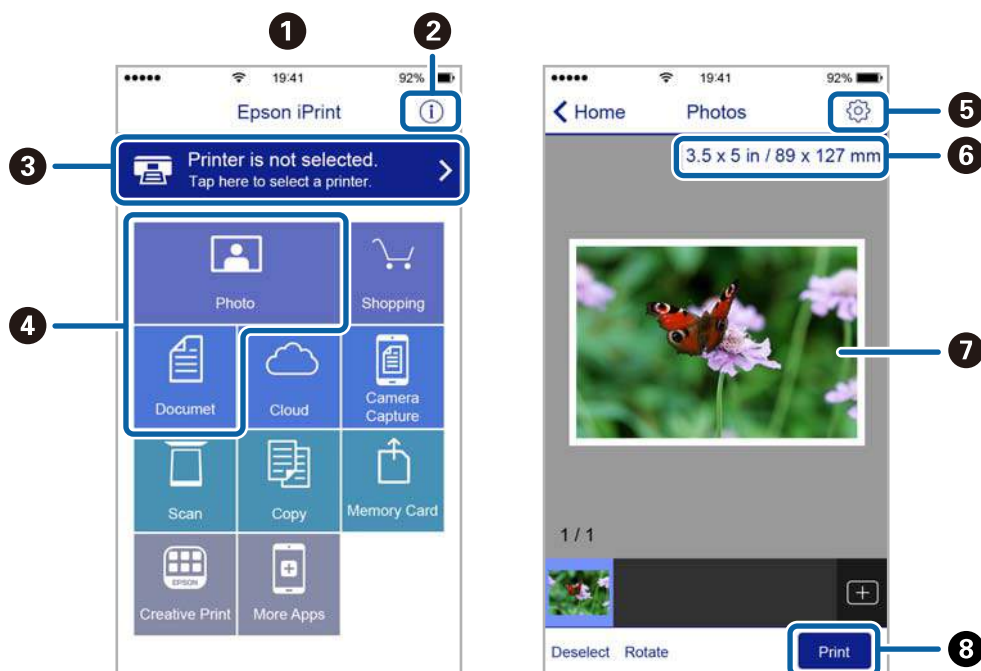 1
2
19:41
92%
Epson iPrint
3
Printer is not selected.
Tap here to select a printer.
4
Photo
Shopping
Documet
Cloud
Camera
Capture
Scan
Copy
Memory Card
EPSON
Creative Print
More Apps
19:41
92%
Home
Photos
5
3.5 x 5 in / 89 x 127 mm
6
7
1 / 1
Deselect
Rotate
Print
8